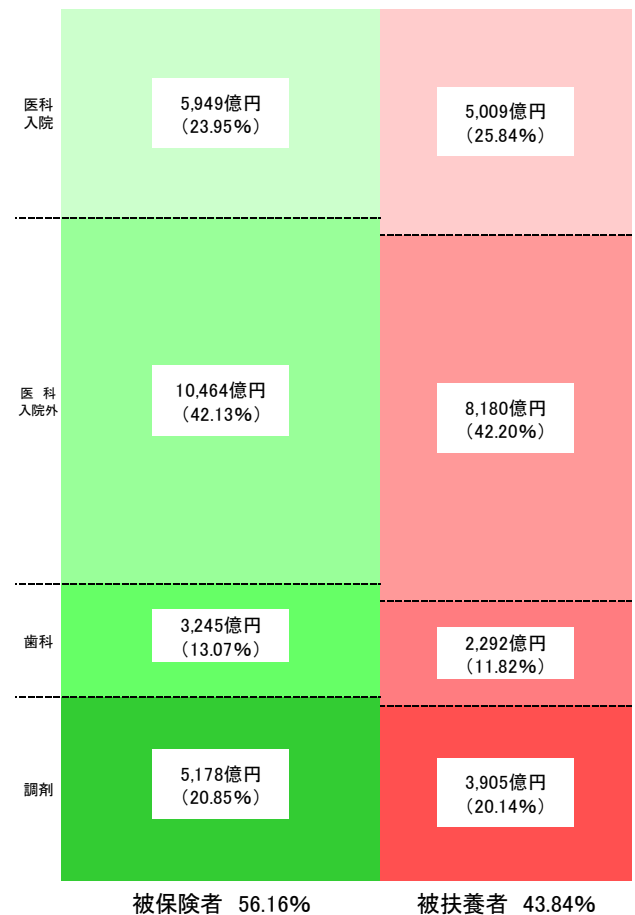 医科
入院
5,949億円
（23.95%）
5,009億円
（25.84%）
医 科
入院外
10,464億円
（42.13%）
8,180億円
（42.20%）
歯科
3,245億円
（13.07%）
2,292億円
（11.82%）
調剤
5,178億円
（20.85%）
3,905億円
（20.14%）
被保険者 56.16%
被扶養者 43.84%